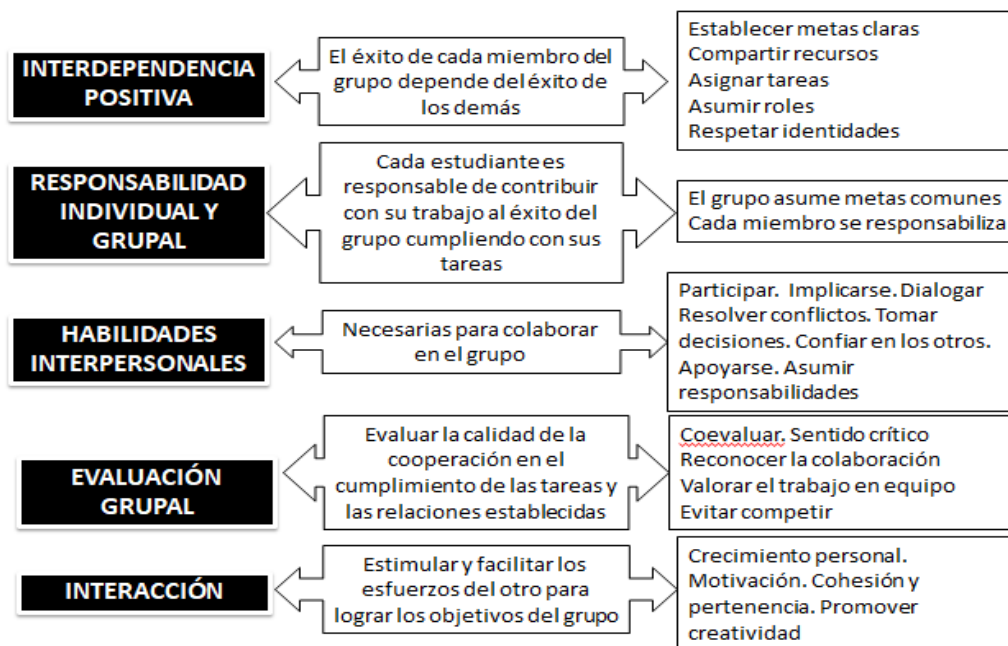 INTERDEPENDENCIA
POSITIVA
El éxito de cada miembro del
grupo depende del éxito de
los demás
Establecer metas claras
Compartir recursos
Asignar tareas
Asumir roles
Respetar identidades
RESPONSABILIDAD
INDIVIDUAL Y
GRUPAL
Cada estudiante es
responsable de contribuir
con su trabajo al éxito del
grupo cumpliendo con sus
tareas
El grupo asume metas comunes
Cada miembro se responsabiliza
HABILIDADES
INTERPERSONALES
Necesarias para colaborar
en el grupo
Participar. Implicarse. Dialogar
Resolver conflictos. Tomar
decisiones. Confiar en los otros.
Apoyarse. Asumir
responsabilidades
EVALUACIÓN
GRUPAL
Evaluar la calidad de la
cooperación en el
cumplimiento de las tareas y
las relaciones establecidas
Coevaluar. Sentido crítico
Reconocer la colaboración
Valorar el trabajo en equipo
Evitar competir
INTERACCIÓN
Estimular y facilitar los
esfuerzos del otro para
lograr los objetivos del grupo
Crecimiento personal.
Motivación. Cohesión y
pertenencia. Promover
creatividad